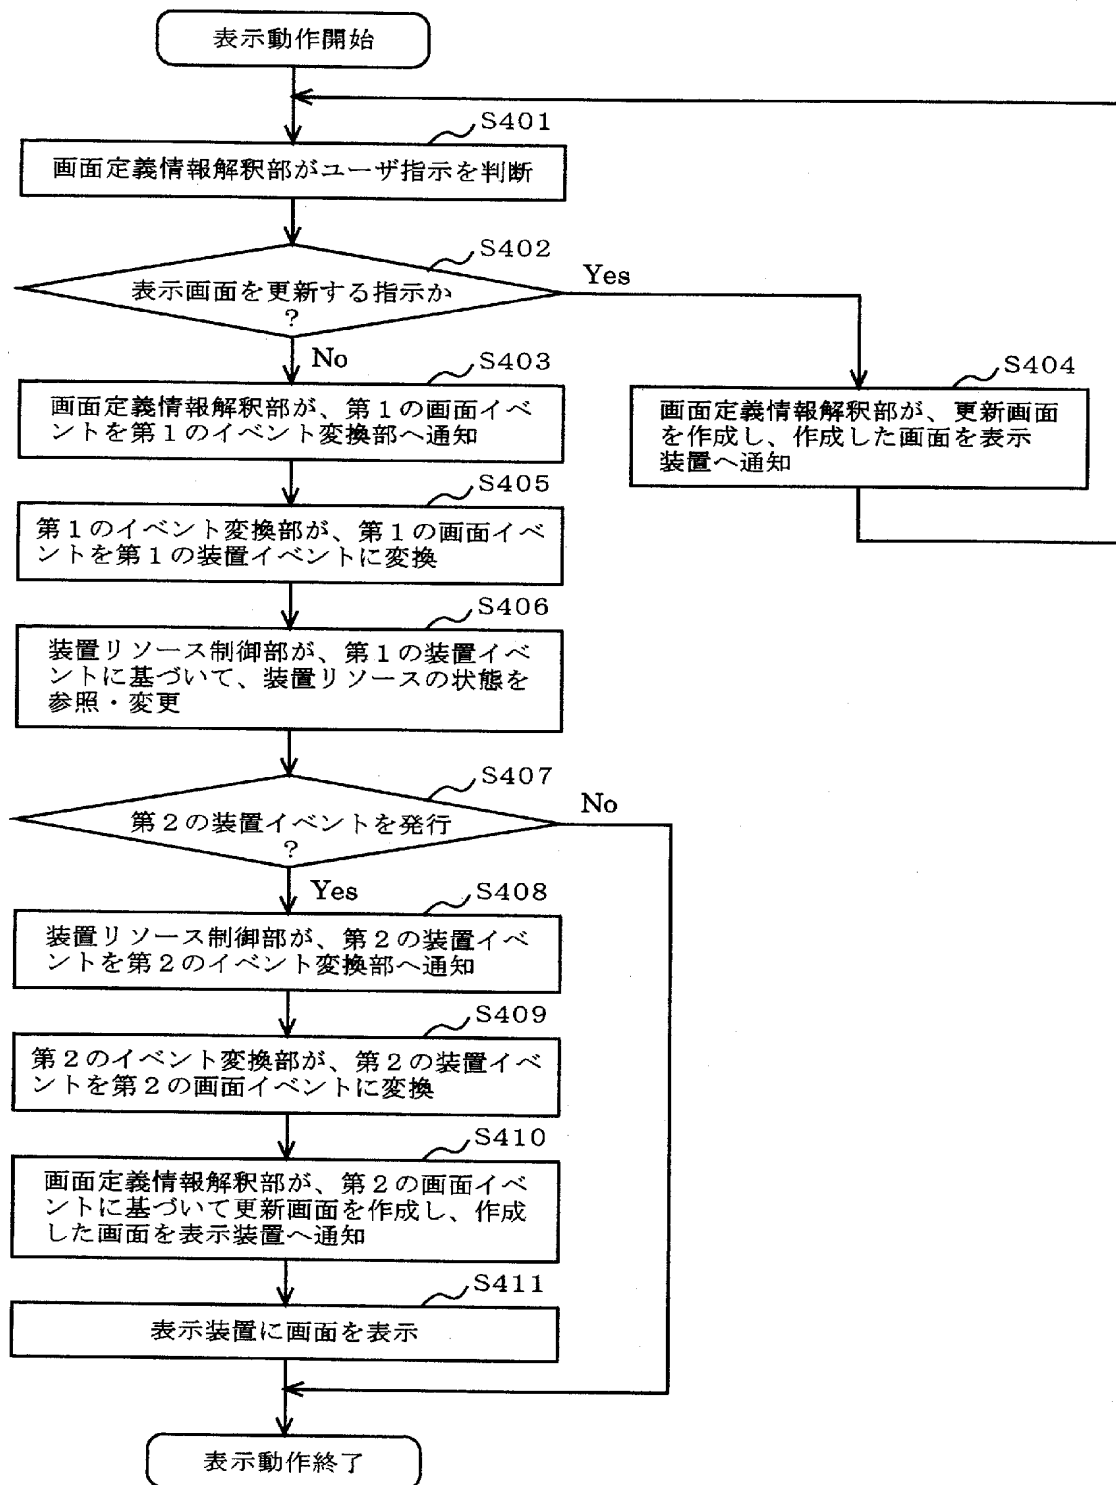 表示動作開始
S401
画面定義情報解釈部がユーザ指示を判断
S402
表示画面を更新する指示か
?
Yes
No
S403
画面定義情報解釈部が、第1の画面イベ
ントを第1のイベント変換部へ通知
S404
画面定義情報解釈部が、更新画面
を作成し、作成した画面を表示
装置へ通知
S405
第1のイベント変換部が、第1の画面イベ
ントを第1の装置イベントに変換
S406
装置リソース制御部が、第1の装置イベ
ントに基づいて、装置リソースの状態を
参照・変更
S407
第2の装置イベントを発行
?
No
Yes
S408
装置リソース制御部が、第2の装置イベ
ントを第2のイベント変換部へ通知
S409
第2のイベント変換部が、第2の装置イベ
ントを第2の画面イベントに変換
S410
画面定義情報解釈部が、第2の画面イベ
ントに基づいて更新画面を作成し、作成
した画面を表示装置へ通知
S411
表示装置に画面を表示
表示動作終了